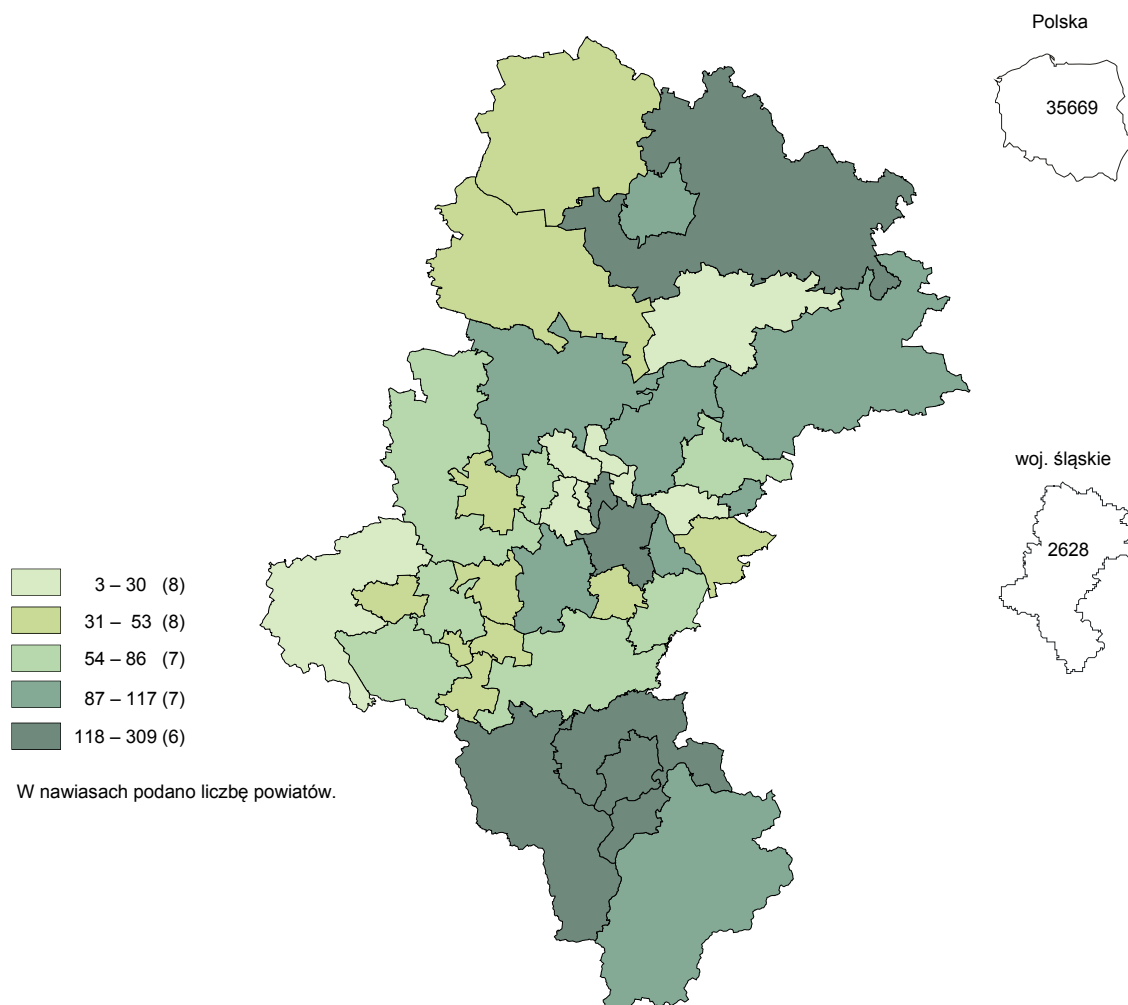 Polska
35669
woj. śląskie
2628
3 – 30 (8)
31 – 53 (8)
54 – 86 (7)
87 – 117 (7)
118 – 309 (6)
W nawiasach podano liczbę powiatów.